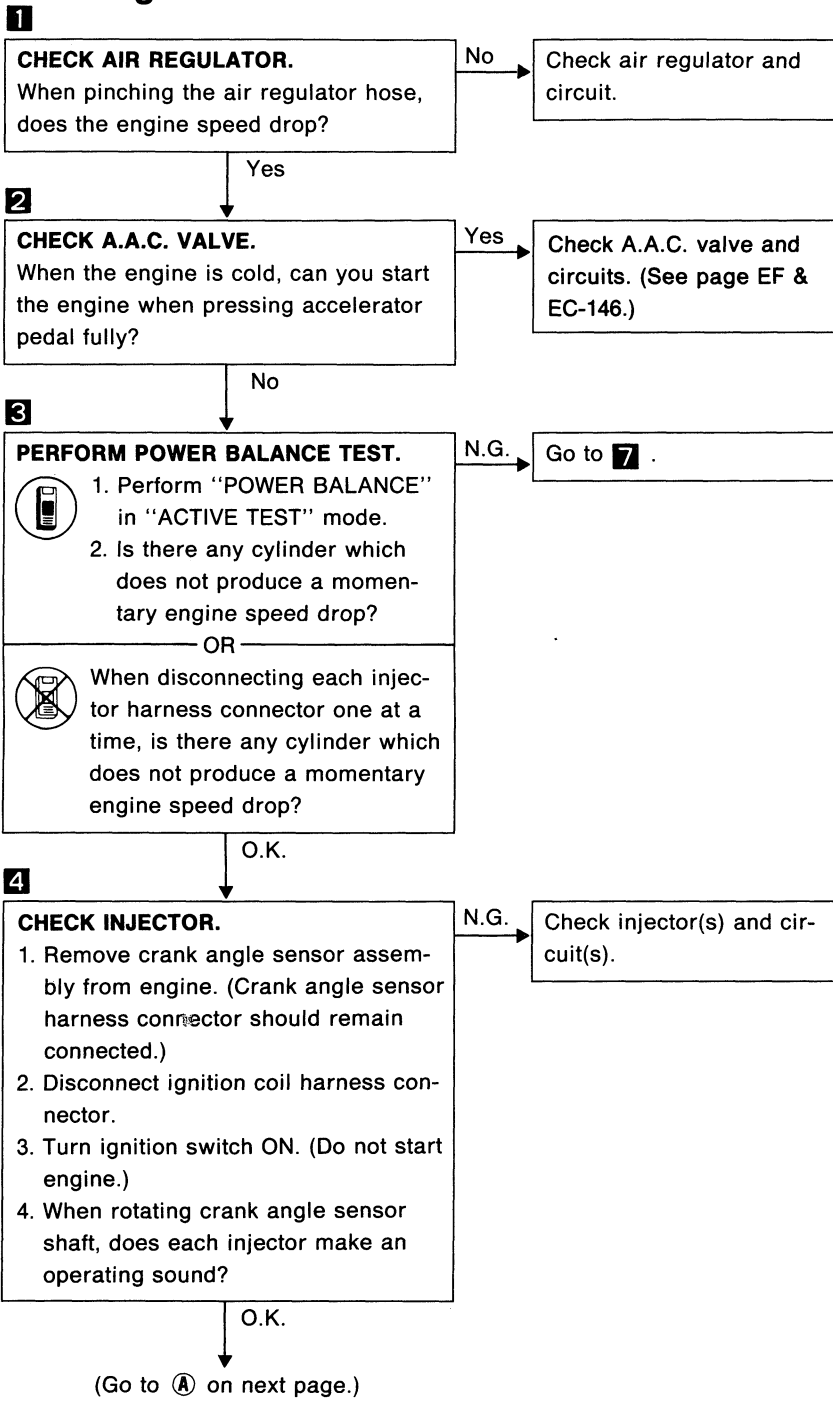 1
CHECK AIR REGULATOR.
When pinching the air regulator hose,
does the engine speed drop?
No
Check air regulator and
circuit.
Yes
2
CHECK A.A.C. VALVE.
When the engine is cold, can you start
the engine when pressing accelerator
pedal fully?
Yes
Check A.A.C. valve and
circuits. (See page EF &
EC-146.)
No
3
PERFORM POWER BALANCE TEST.
1. Perform ‘‘POWER BALANCE’’
in ‘‘ACTIVE TEST’’ mode.
2. Is there any cylinder which
does not produce a momen-
tary engine speed drop?
OR
When disconnecting each injec-
tor harness connector one at a
time, is there any cylinder which
does not produce a momentary
engine speed drop?
N.G.
Go to 7 .
O.K.
4
CHECK INJECTOR.
1. Remove crank angle sensor assem-
bly from engine. (Crank angle sensor
harness connector should remain
connected.)
2. Disconnect ignition coil harness con-
nector.
3. Turn ignition switch ON. (Do not start
engine.)
4. When rotating crank angle sensor
shaft, does each injector make an
operating sound?
N.G.
Check injector(s) and cir-
cuit(s).
O.K.
(Go to Ⓐ on next page.)